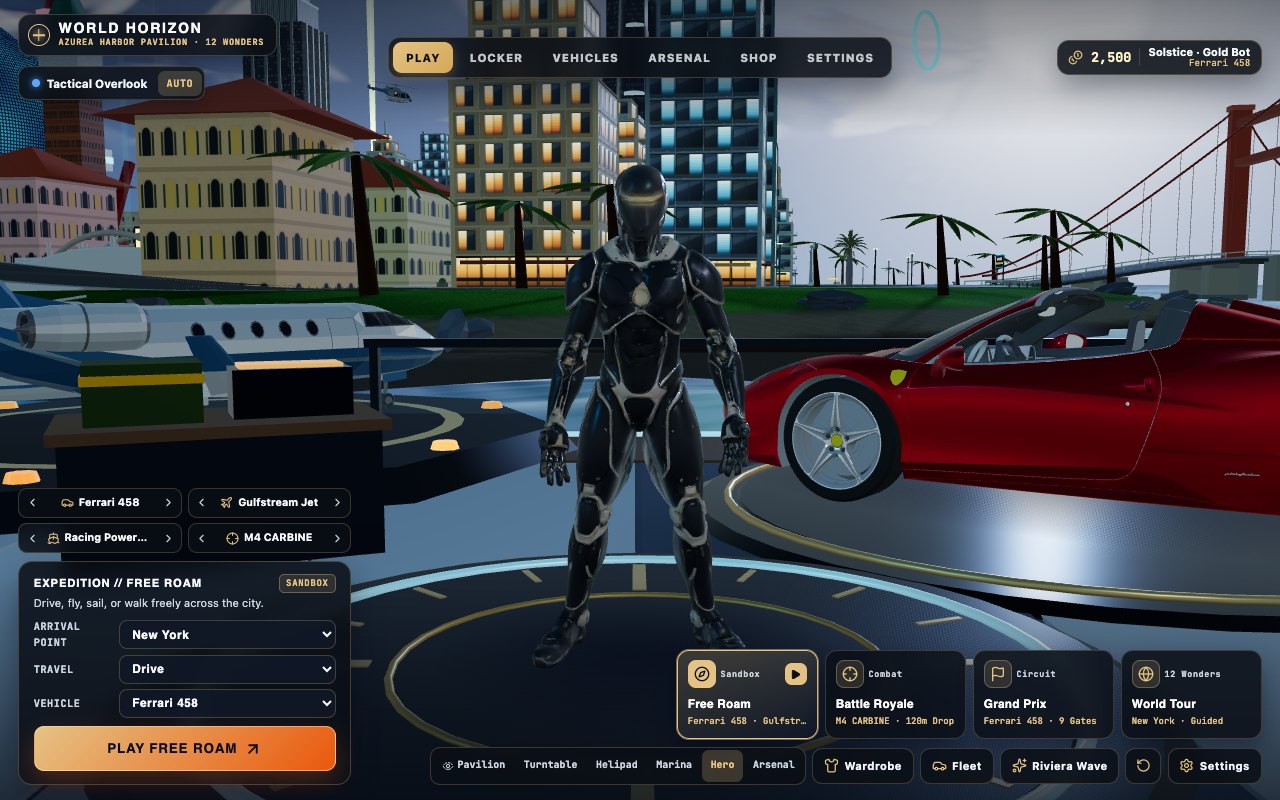 WORLD HORIZON
AZUREA HARBOR PAVILION · 12 WONDERS
Tactical Overlook AUTO
PLAY LOCKER VEHICLES ARSENAL SHOP SETTINGS
2,500
Solstice · Gold Bot
Ferrari 458
Ferrari 458
Gulfstream Jet
Racing Power...
M4 CARBINE
EXPEDITION // FREE ROAM SANDBOX
Drive, fly, sail, or walk freely across the city.
ARRIVAL POINT New York
TRAVEL Drive
VEHICLE Ferrari 458
PLAY FREE ROAM
Sandbox
Free Roam
Ferrari 458 · Gulfstr...
Combat
Battle Royale
M4 CARBINE · 120m Drop
Circuit
Grand Prix
Ferrari 458 · 9 Gates
12 Wonders
World Tour
New York · Guided
Pavilion Turntable Helipad Marina Hero Arsenal
Wardrobe Fleet Riviera Wave Settings